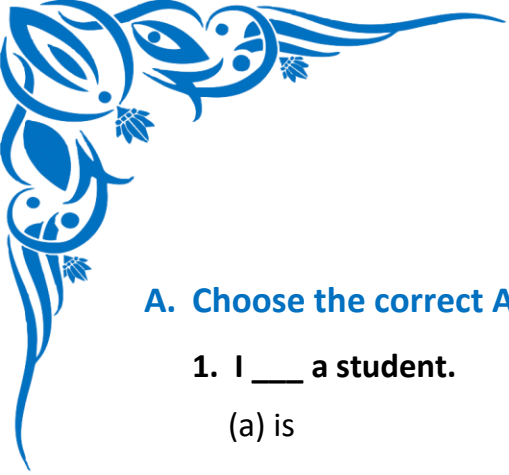 A. Choose the correct A
1. I ___ a student.
(a) is